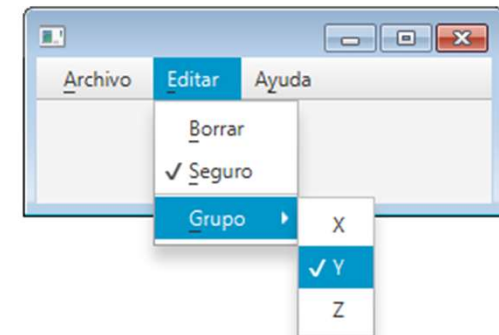 Archivo Editar Ayuda
Borrar
✓ Seguro
Grupo
X
✓ Y
Z